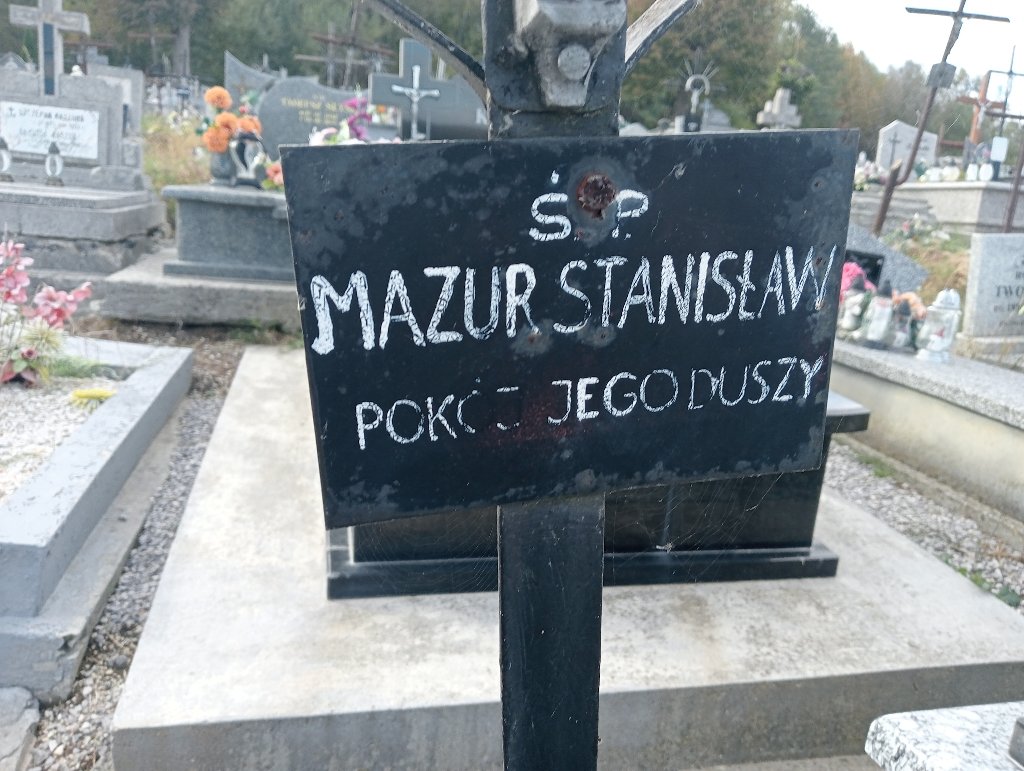 Ś.P.
MAZUR STANISŁAW
POKÓJ JEGO DUSZY